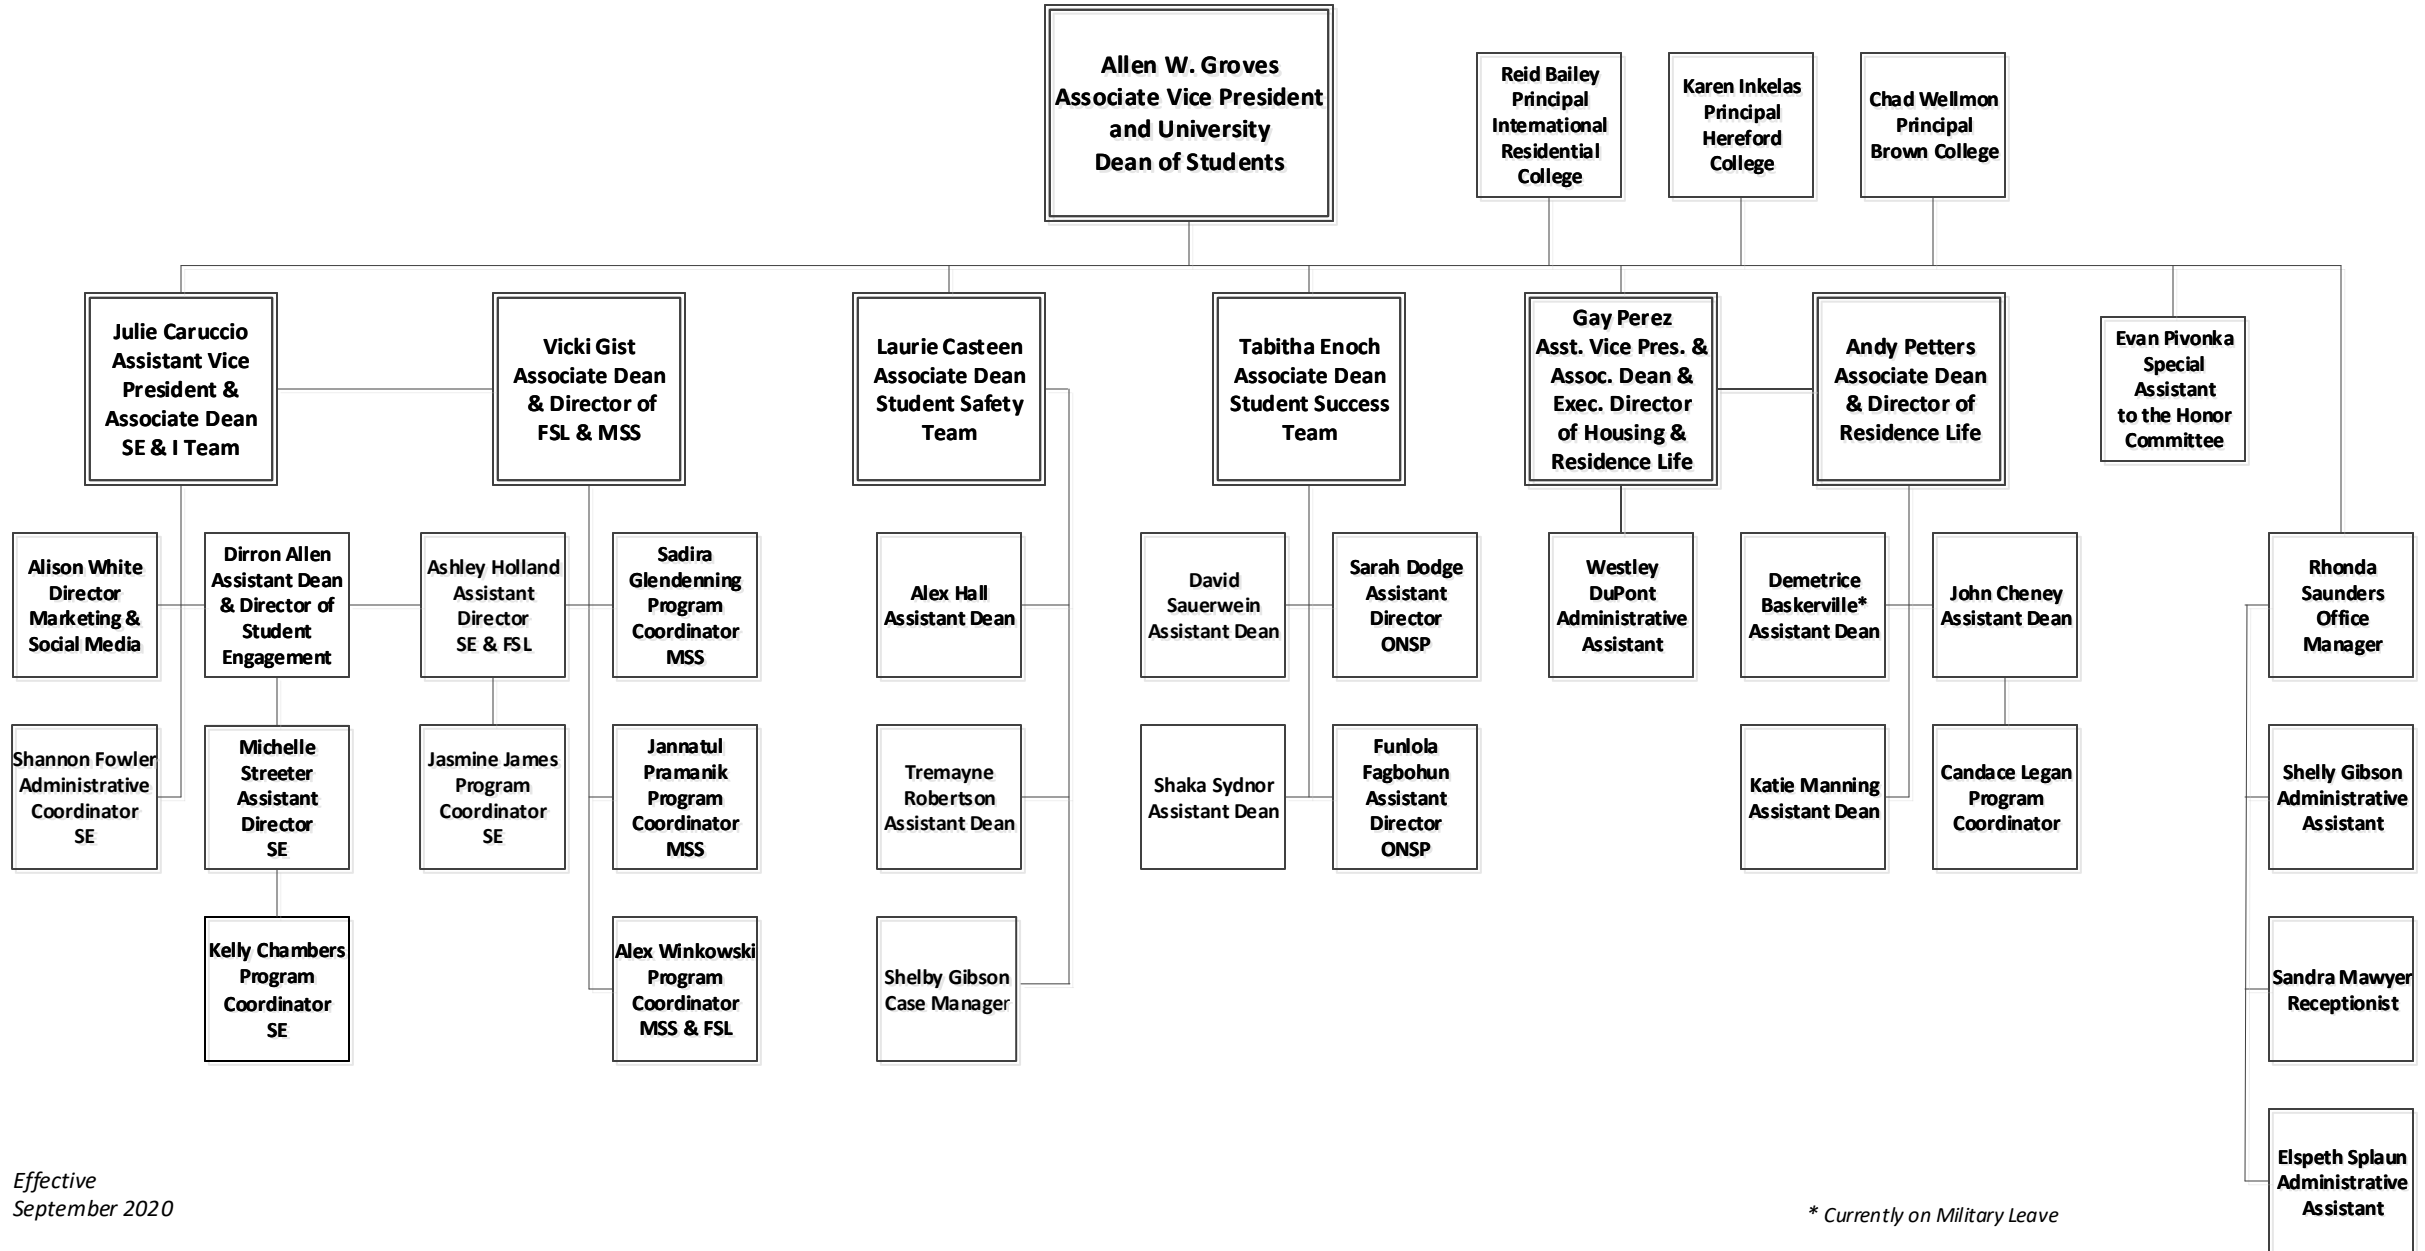 Allen W. Groves
Associate Vice President
and University
Dean of Students
Reid Bailey
Principal
International
Residential
College
Karen Inkelas
Principal
Hereford
College
Chad Wellmon
Principal
Brown College
Julie Caruccio
Assistant Vice
President &
Associate Dean
SE & I Team
Vicki Gist
Associate Dean
& Director of
FSL & MSS
Laurie Casteen
Associate Dean
Student Safety
Team
Tabitha Enoch
Associate Dean
Student Success
Team
Gay Perez
Asst. Vice Pres. &
Assoc. Dean &
Exec. Director
of Housing &
Residence Life
Andy Petters
Associate Dean
& Director of
Residence Life
Evan Pivonka
Special
Assistant
to the Honor
Committee
Alison White
Director
Marketing &
Social Media
Dirron Allen
Assistant Dean
& Director of
Student
Engagement
Ashley Holland
Assistant
Director
SE & FSL
Sadira
Glendenning
Program
Coordinator
MSS
Alex Hall
Assistant Dean
David
Sauerwein
Assistant Dean
Sarah Dodge
Assistant
Director
ONSP
Westley
DuPont
Administrative
Assistant
Demetrice
Baskerville*
Assistant Dean
John Cheney
Assistant Dean
Rhonda
Saunders
Office
Manager
Shannon Fowler
Administrative
Coordinator
SE
Michelle
Streeter
Assistant
Director
SE
Jasmine James
Program
Coordinator
SE
Jannatul
Pramanik
Program
Coordinator
MSS
Tremayne
Robertson
Assistant Dean
Shaka Sydnor
Assistant Dean
Funlola
Fagbohun
Assistant
Director
ONSP
Katie Manning
Assistant Dean
Candace Legan
Program
Coordinator
Shelly Gibson
Administrative
Assistant
Kelly Chambers
Program
Coordinator
SE
Alex Winkowski
Program
Coordinator
MSS & FSL
Shelby Gibson
Case Manager
Sandra Mawyer
Receptionist
Elspeth Splaun
Administrative
Assistant
Effective
September 2020
* Currently on Military Leave